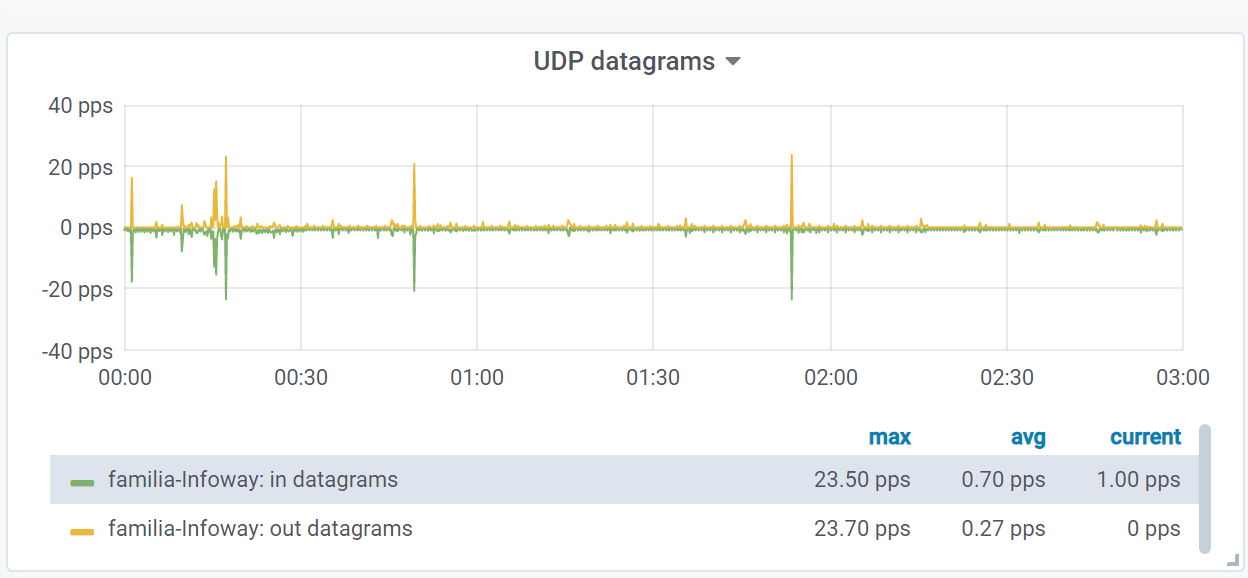 UDP datagrams
40 pps
20 pps
0 pps
-20 pps
-40 pps
00:00 00:30 01:00 01:30 02:00 02:30 03:00
max avg current
familia-Infoway: in datagrams 23.50 pps 0.70 pps 1.00 pps
familia-Infoway: out datagrams 23.70 pps 0.27 pps 0 pps